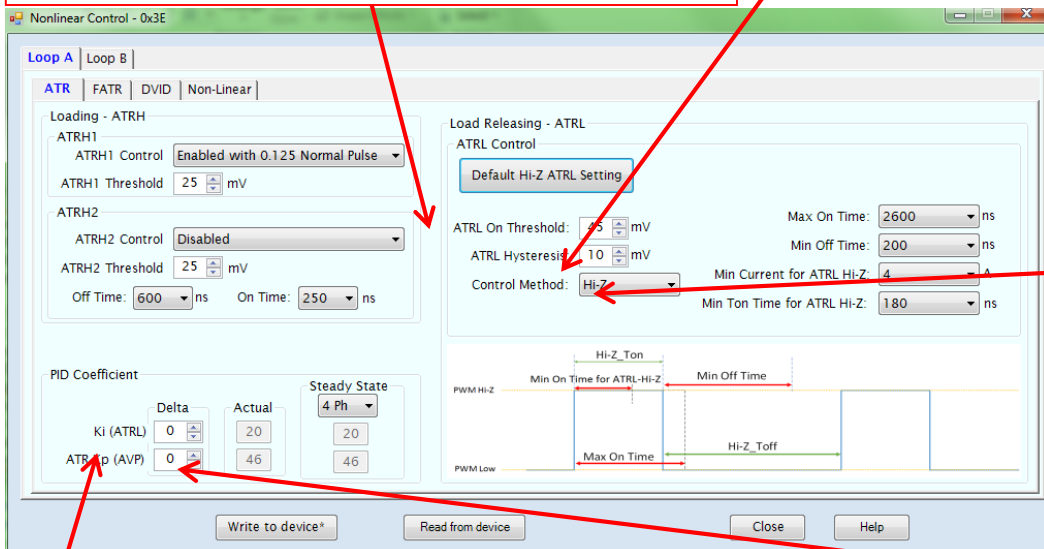 Nonlinear Control - 0x3E
Loop A
Loop B
ATR
FATR
DVID
Non-Linear
Loading - ATRH
ATRH1
ATRH1 Control Enabled with 0.125 Normal Pulse
ATRH1 Threshold 25 mV
ATRH2
ATRH2 Control Disabled
ATRH2 Threshold 25 mV
Off Time: 600 ns On Time: 250 ns
PID Coefficient
Delta Actual Steady State
4 Ph
Ki (ATRL) 0 20 20
ATR Kp (AVP) 0 46 46
Load Releasing - ATRL
ATRL Control
Default Hi-Z ATRL Setting
ATRL On Threshold: 45 mV
ATRL Hysteresis: 10 mV
Control Method: Hi-Z
Max On Time: 2600 ns
Min Off Time: 200 ns
Min Current for ATRL Hi-Z: 4 A
Min Ton Time for ATRL Hi-Z: 180 ns
Hi-Z_Ton
Min On Time for ATRL-Hi-Z
Min Off Time
PWM Hi-Z
Hi-Z_Toff
Max On Time
PWM Low
Write to device*
Read from device
Close
Help